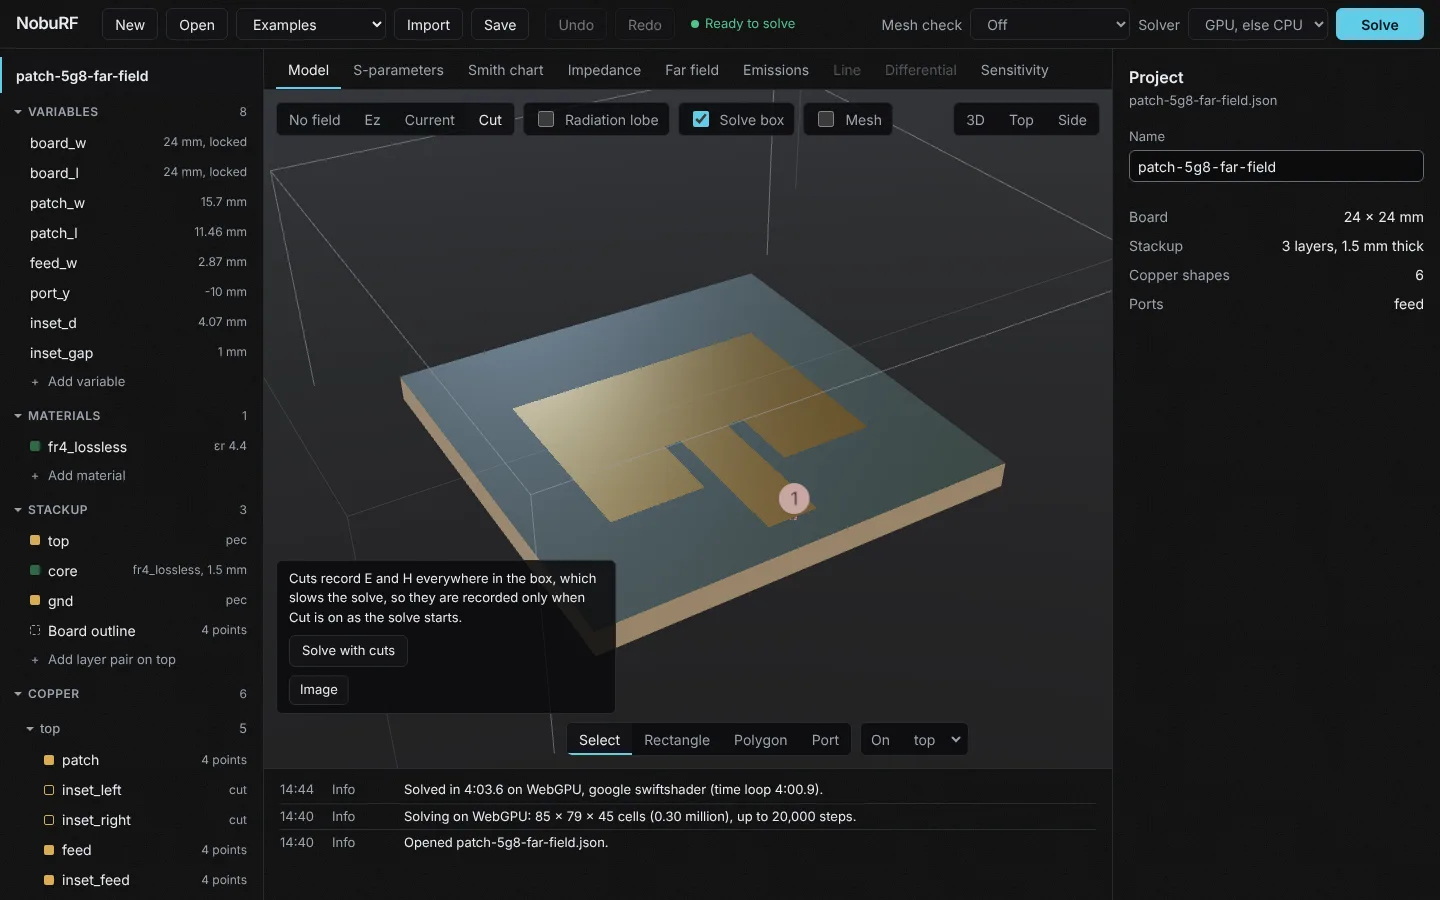 NobuRF New Open Examples Import Save Undo Redo Ready to solve Mesh check Off Solver GPU, else CPU Solve
patch-5g8-far-field
VARIABLES 8
board_w 24 mm, locked
board_l 24 mm, locked
patch_w 15.7 mm
patch_l 11.46 mm
feed_w 2.87 mm
port_y -10 mm
inset_d 4.07 mm
inset_gap 1 mm
+ Add variable
MATERIALS 1
fr4_lossless εr 4.4
+ Add material
STACKUP 3
top pec
core fr4_lossless, 1.5 mm
gnd pec
Board outline 4 points
+ Add layer pair on top
COPPER 6
top 5
patch 4 points
inset_left cut
inset_right cut
feed 4 points
inset_feed 4 points
Model S-parameters Smith chart Impedance Far field Emissions Line Differential Sensitivity
No field Ez Current Cut Radiation lobe Solve box Mesh 3D Top Side
1
Cuts record E and H everywhere in the box, which
slows the solve, so they are recorded only when
Cut is on as the solve starts.
Solve with cuts
Image
Select Rectangle Polygon Port On top
14:44 Info Solved in 4:03.6 on WebGPU, google swiftshader (time loop 4:00.9).
14:40 Info Solving on WebGPU: 85 × 79 × 45 cells (0.30 million), up to 20,000 steps.
14:40 Info Opened patch-5g8-far-field.json.
Project
patch-5g8-far-field.json
Name
patch-5g8-far-field
Board 24 × 24 mm
Stackup 3 layers, 1.5 mm thick
Copper shapes 6
Ports feed